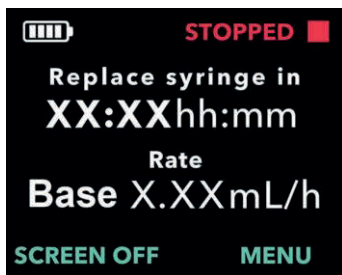 STOPPED
Replace syringe in
XX:XXhh:mm
Rate
Base X.XXmL/h
SCREEN OFF MENU